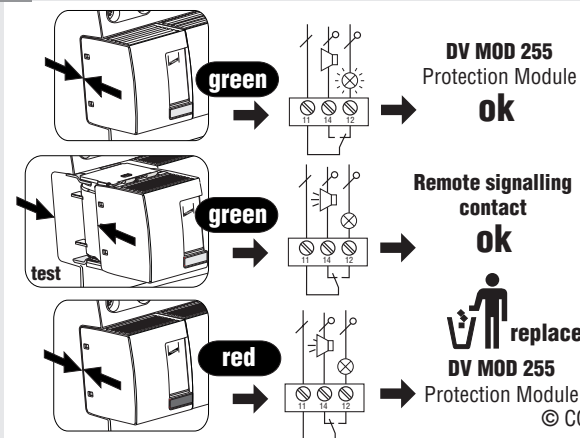 green
11 14 12
DV MOD 255
Protection Module
ok
test
green
11 14 12
Remote signalling
contact
ok
red
11 14 12
replace
DV MOD 255
Protection Module
© CO